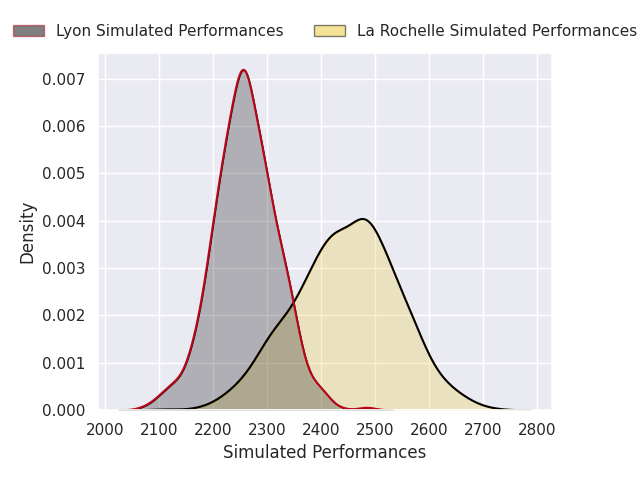 Lyon Simulated Performances
La Rochelle Simulated Performances
0.007
0.006
0.005
0.004
0.003
0.002
0.001
0.000
Density
2000 2100 2200 2300 2400 2500 2600 2700 2800
Simulated Performances